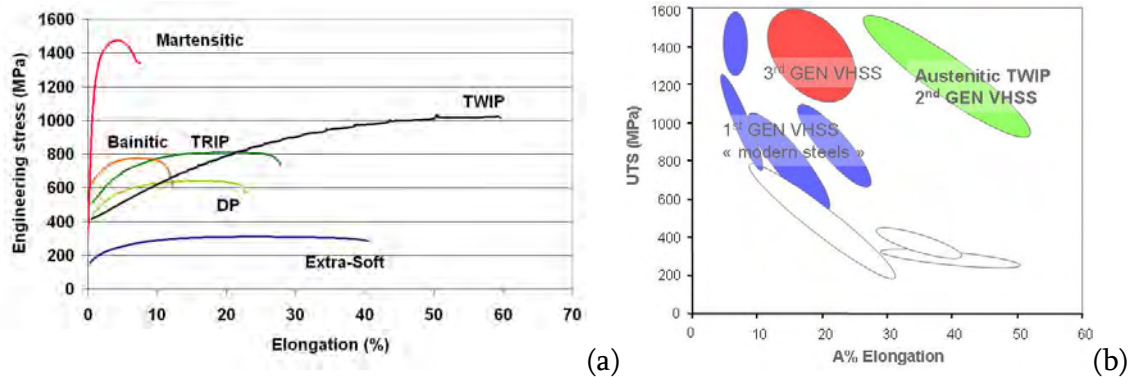 1600
1400
1200
1000
800
600
400
200
0
Engineering stress (MPa)
Martensitic
TWIP
Bainitic
TRIP
DP
Extra-Soft
0 10 20 30 40 50 60 70
Elongation (%)
(a)
1600
1400
1200
1000
800
600
400
200
0
UTS (MPa)
3rd GEN VHSS
Austenitic TWIP
2nd GEN VHSS
1st GEN VHSS
« modern steels »
0 10 20 30 40 50 60
A% Elongation
(b)